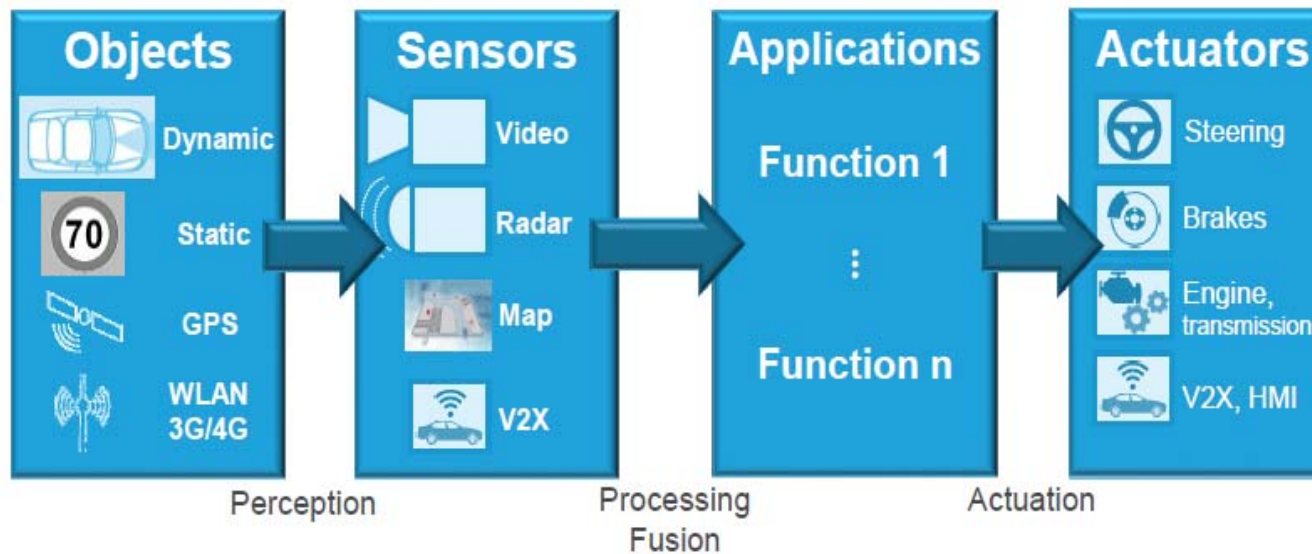 Objects
Dynamic
70
Static
GPS
WLAN
3G/4G
Sensors
Video
Radar
Map
V2X
Applications
Function 1
⋮
Function n
Actuators
Steering
Brakes
Engine,
transmission
V2X, HMI
Perception
Processing
Fusion
Actuation